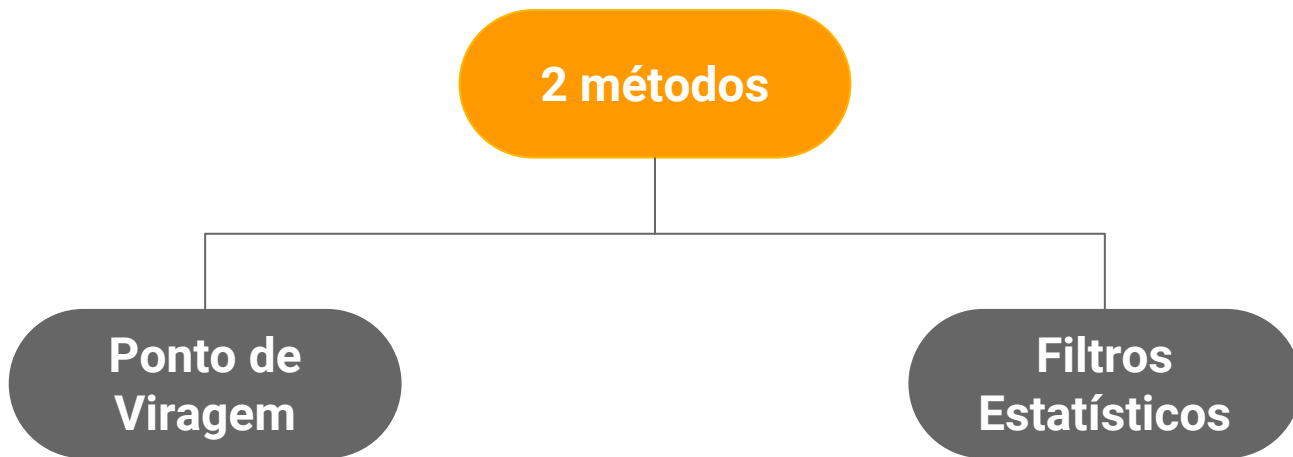 2 métodos
Ponto de
Viragem
Filtros
Estatísticos